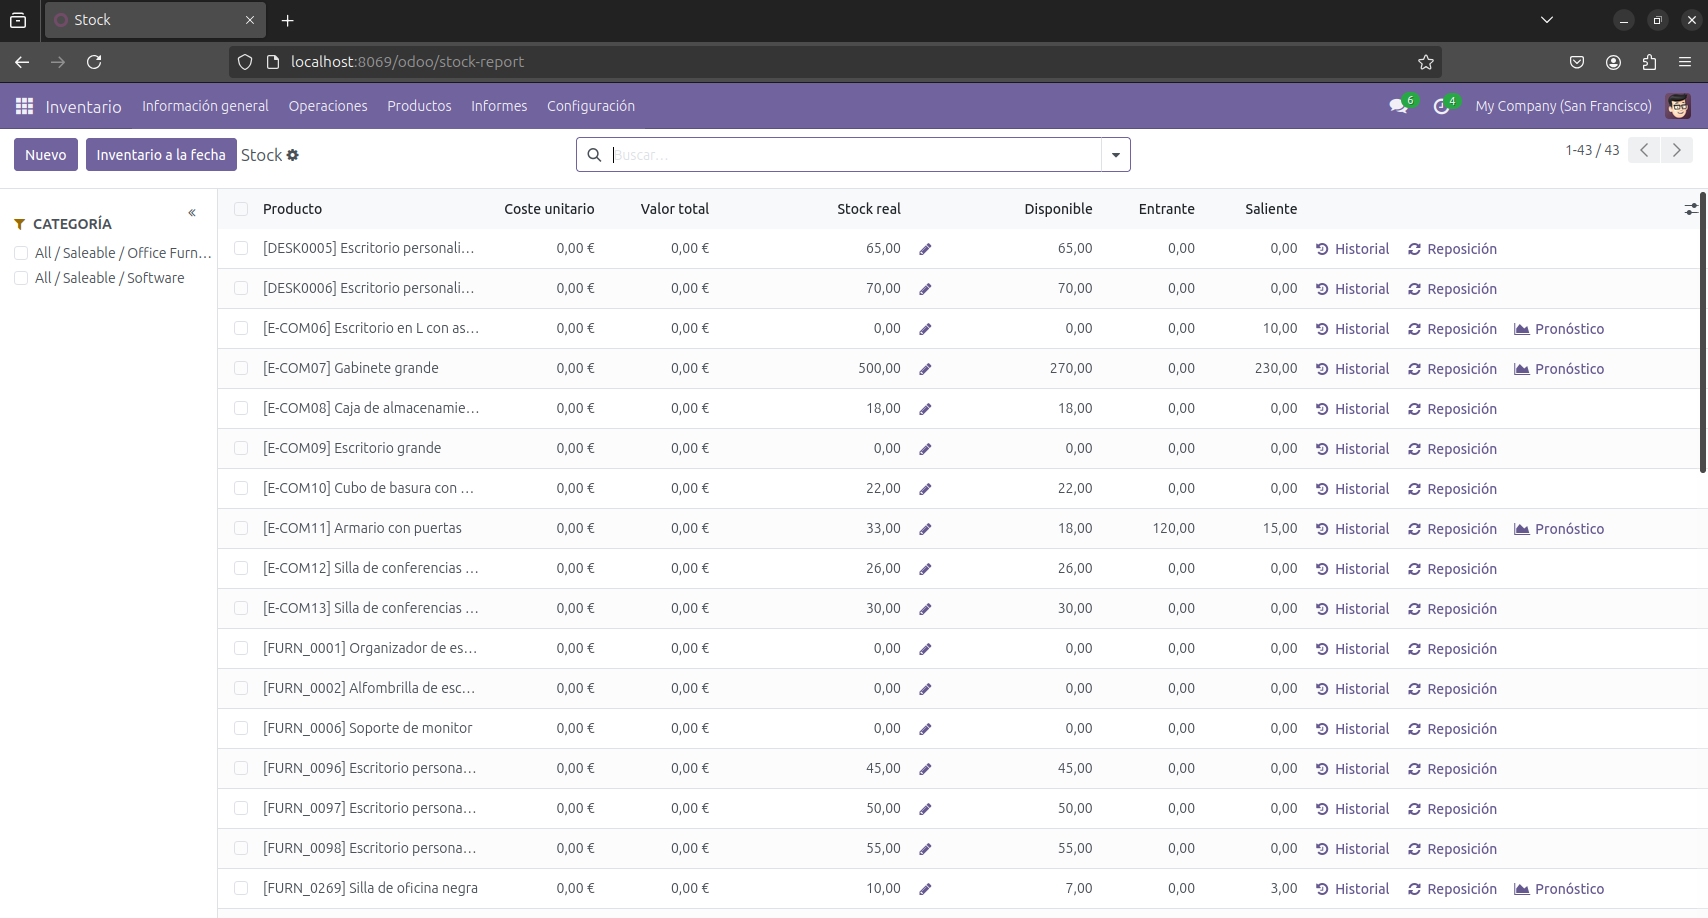 Stock
localhost:8069/odoo/stock-report
Inventario Información general Operaciones Productos Informes Configuración 6 4 My Company (San Francisco)
Nuevo Inventario a la fecha Stock Buscar... 1-43 / 43
CATEGORÍA
All / Saleable / Office Furn...
All / Saleable / Software
Producto Coste unitario Valor total Stock real Disponible Entrante Saliente
[DESK0005] Escritorio personali... 0,00 € 0,00 € 65,00 65,00 0,00 0,00 Historial Reposición
[DESK0006] Escritorio personali... 0,00 € 0,00 € 70,00 70,00 0,00 0,00 Historial Reposición
[E-COM06] Escritorio en L con as... 0,00 € 0,00 € 0,00 0,00 0,00 10,00 Historial Reposición Pronóstico
[E-COM07] Gabinete grande 0,00 € 0,00 € 500,00 270,00 0,00 230,00 Historial Reposición Pronóstico
[E-COM08] Caja de almacenamie... 0,00 € 0,00 € 18,00 18,00 0,00 0,00 Historial Reposición
[E-COM09] Escritorio grande 0,00 € 0,00 € 0,00 0,00 0,00 0,00 Historial Reposición
[E-COM10] Cubo de basura con ... 0,00 € 0,00 € 22,00 22,00 0,00 0,00 Historial Reposición
[E-COM11] Armario con puertas 0,00 € 0,00 € 33,00 18,00 120,00 15,00 Historial Reposición Pronóstico
[E-COM12] Silla de conferencias ... 0,00 € 0,00 € 26,00 26,00 0,00 0,00 Historial Reposición
[E-COM13] Silla de conferencias ... 0,00 € 0,00 € 30,00 30,00 0,00 0,00 Historial Reposición
[FURN_0001] Organizador de es... 0,00 € 0,00 € 0,00 0,00 0,00 0,00 Historial Reposición
[FURN_0002] Alfombrilla de esc... 0,00 € 0,00 € 0,00 0,00 0,00 0,00 Historial Reposición
[FURN_0006] Soporte de monitor 0,00 € 0,00 € 0,00 0,00 0,00 0,00 Historial Reposición
[FURN_0096] Escritorio persona... 0,00 € 0,00 € 45,00 45,00 0,00 0,00 Historial Reposición
[FURN_0097] Escritorio persona... 0,00 € 0,00 € 50,00 50,00 0,00 0,00 Historial Reposición
[FURN_0098] Escritorio persona... 0,00 € 0,00 € 55,00 55,00 0,00 0,00 Historial Reposición
[FURN_0269] Silla de oficina negra 0,00 € 0,00 € 10,00 7,00 0,00 3,00 Historial Reposición Pronóstico